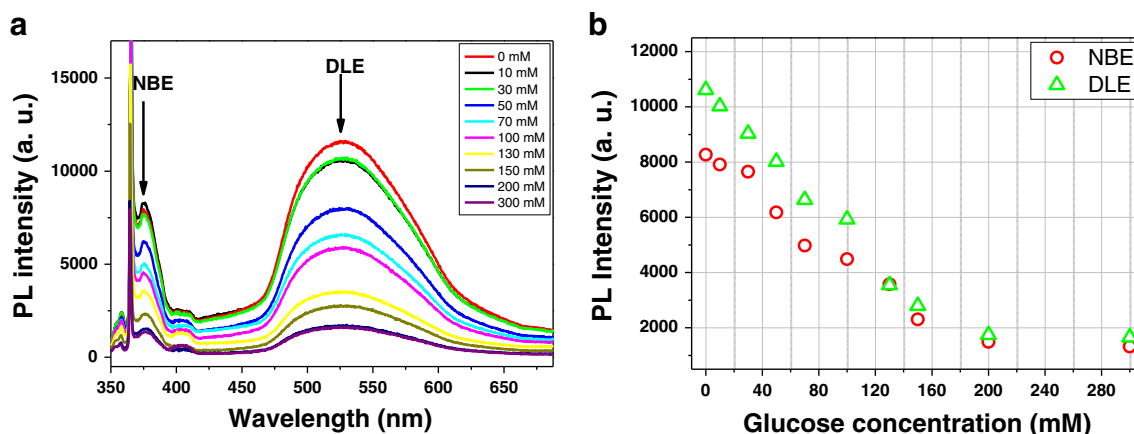 a
PL intensity (a. u.)
15000
10000
5000
0
NBE
DLE
0 mM
10 mM
30 mM
50 mM
70 mM
100 mM
130 mM
150 mM
200 mM
300 mM
350 400 450 500 550 600 650
Wavelength (nm)
b
PL Intensity (a. u.)
12000
10000
8000
6000
4000
2000
NBE
DLE
0 40 80 120 160 200 240 280
Glucose concentration (mM)